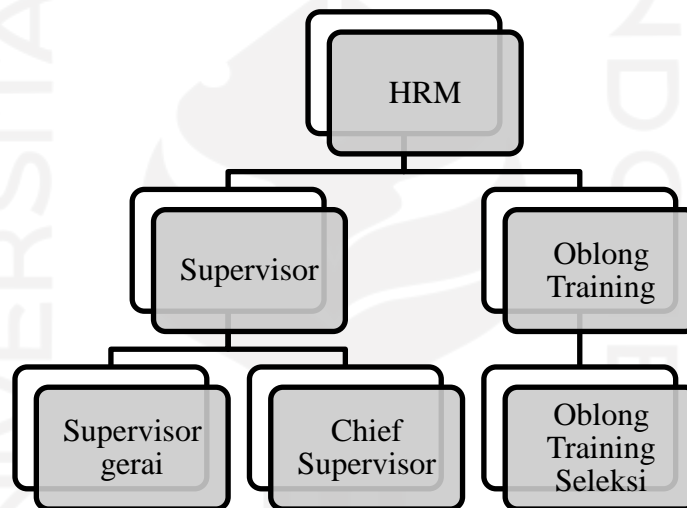 HRM
Supervisor
Oblong
Training
Supervisor
gerai
Chief
Supervisor
Oblong
Training
Seleksi